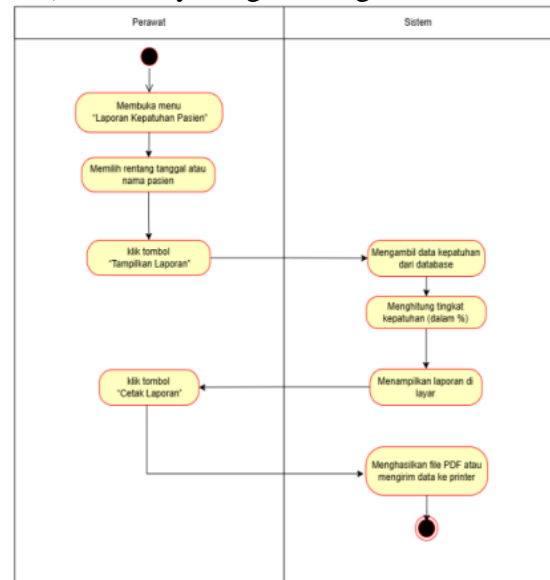 Perawat
Sistem
Membuka menu
"Laporan Kepatuhan Pasien"
Memilih rentang tanggal atau
nama pasien
klik tombol
"Tampilkan Laporan"
Mengambil data kepatuhan
dari database
Menghitung tingkat
kepatuhan (dalam %)
Menampilkan laporan di
layar
klik tombol
"Cetak Laporan"
Menghasilkan file PDF atau
mengirim data ke printer